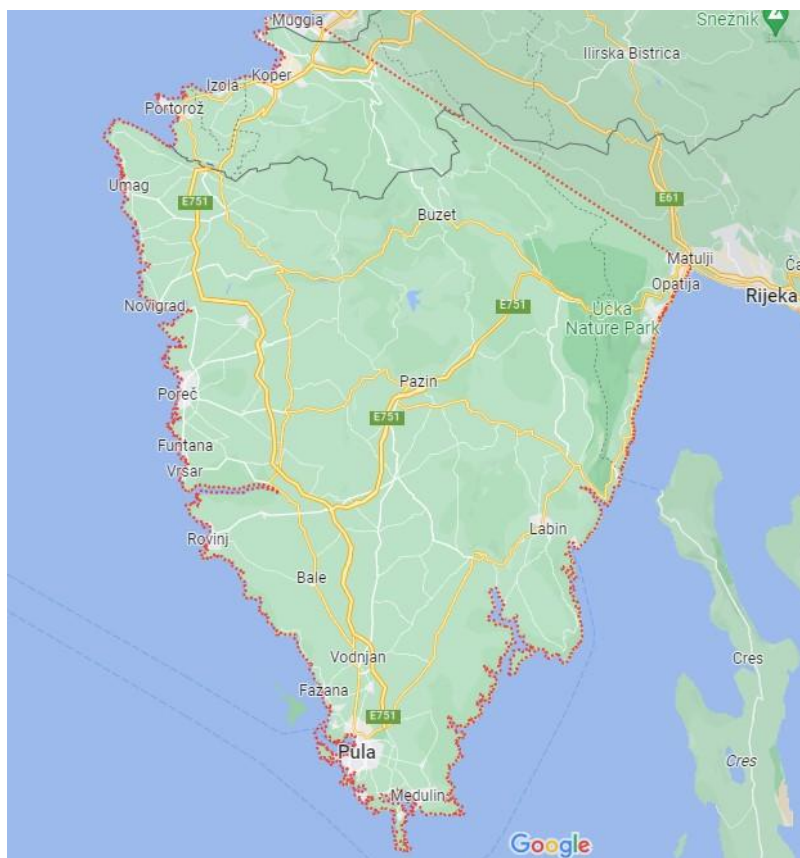 Muggia
Snežnik
Ilirska Bistrica
Koper
Izola
Portorož
Umag
E751
E61
Buzet
Matulji
Opatija
Rijeka
Novigrad
E751
Učka
Nature Park
Pazin
Poreč
E751
Funtana
Vrsar
Labin
Rovinj
Bale
Vodnjan
Cres
Fažana
E751
Pula
Cres
Medulin
Google